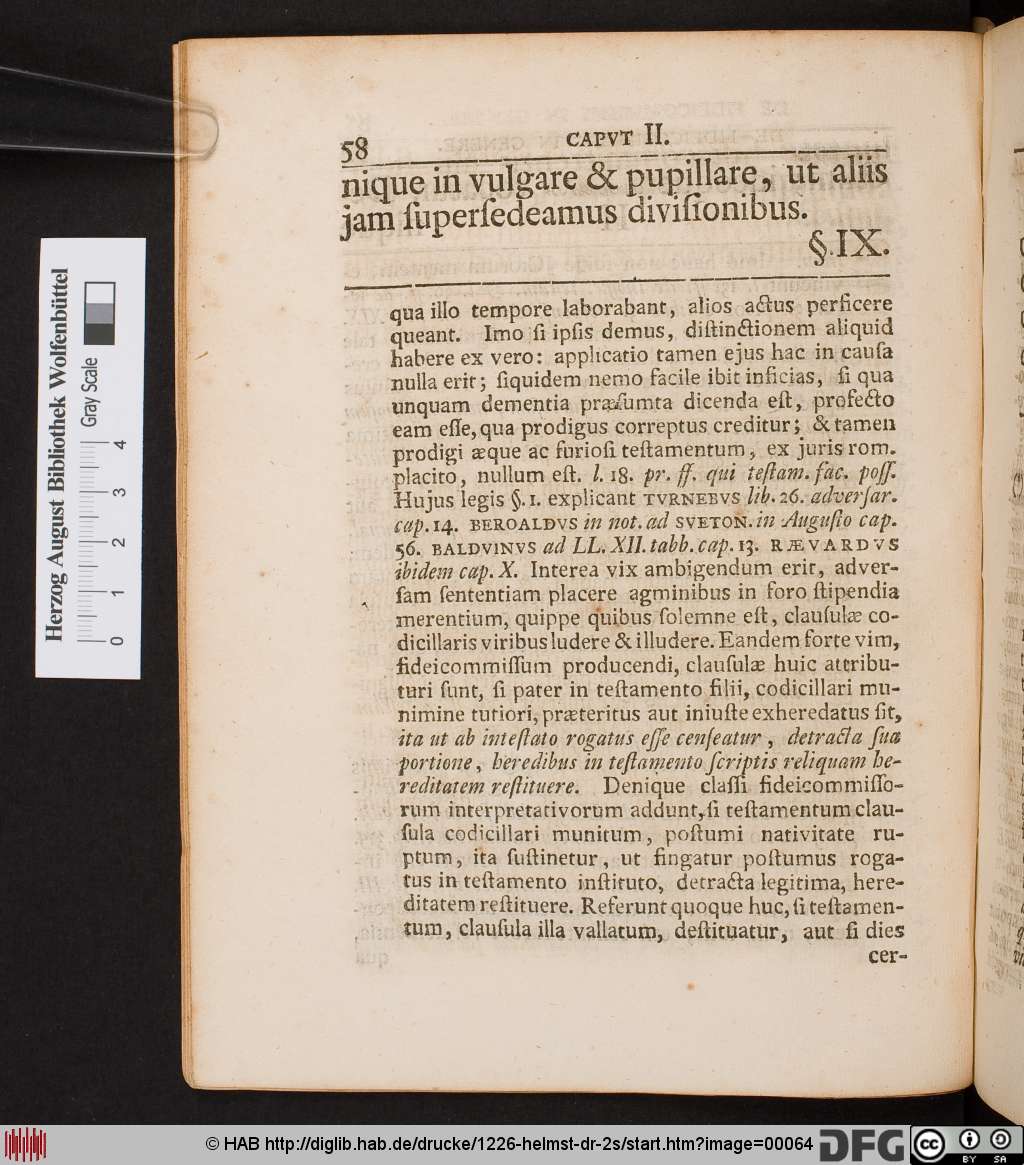 58 CAPVT II.
nique in vulgare & pupillare, ut aliis
jam ſuperſedeamus diviſionibus.
§. IX.
qua illo tempore laborabant, alios actus perficere
queant. Imo ſi ipſis demus, diſtinctionem aliquid
habere ex vero: applicatio tamen ejus hac in cauſa
nulla erit; ſiquidem nemo facile ibit inficias, ſi qua
unquam dementia præſumta dicenda eſt, profecto
eam eſſe, qua prodigus correptus creditur; & tamen
prodigi æque ac furioſi teſtamentum, ex juris rom.
placito, nullum eſt. l. 18. pr. ff. qui teſtam. fac. poſſ.
Hujus legis §. 1. explicant TVRNEBVS lib. 26. adverſar.
cap. 14. BEROALDVS in not. ad SVETON. in Auguſto cap.
56. BALDVINVS ad LL. XII. tabb. cap. 13. RÆVARDVS
ibidem cap. X. Interea vix ambigendum erit, adver-
ſam ſententiam placere agminibus in foro ſtipendia
merentium, quippe quibus ſolemne eſt, clauſulæ co-
dicillaris viribus ludere & illudere. Eandem forte vim,
fideicommiſſum producendi, clauſulæ huic attribu-
turi ſunt, ſi pater in teſtamento filii, codicillari mu-
nimine tutiori, præteritus aut iniuſte exheredatus ſit,
ita ut ab inteſtato rogatus eſſe cenſeatur, detracta ſua
portione, heredibus in teſtamento ſcriptis reliquam he-
reditatem reſtituere. Denique claſſi fideicommiſſo-
rum interpretativorum addunt, ſi teſtamentum clau-
ſula codicillari munitum, poſtumi nativitate ru-
ptum, ita ſuſtinetur, ut fingatur poſtumus roga-
tus in teſtamento inſtituto, detracta legitima, here-
ditatem reſtituere. Referunt quoque huc, ſi teſtamen-
tum, clauſula illa vallatum, deſtituatur, aut ſi dies
cer-
Herzog August Bibliothek Wolfenbüttel
Gray Scale
0 1 2 3 4
© HAB http://diglib.hab.de/drucke/1226-helmst-dr-2s/start.htm?image=00064
DFG
cc BY SA